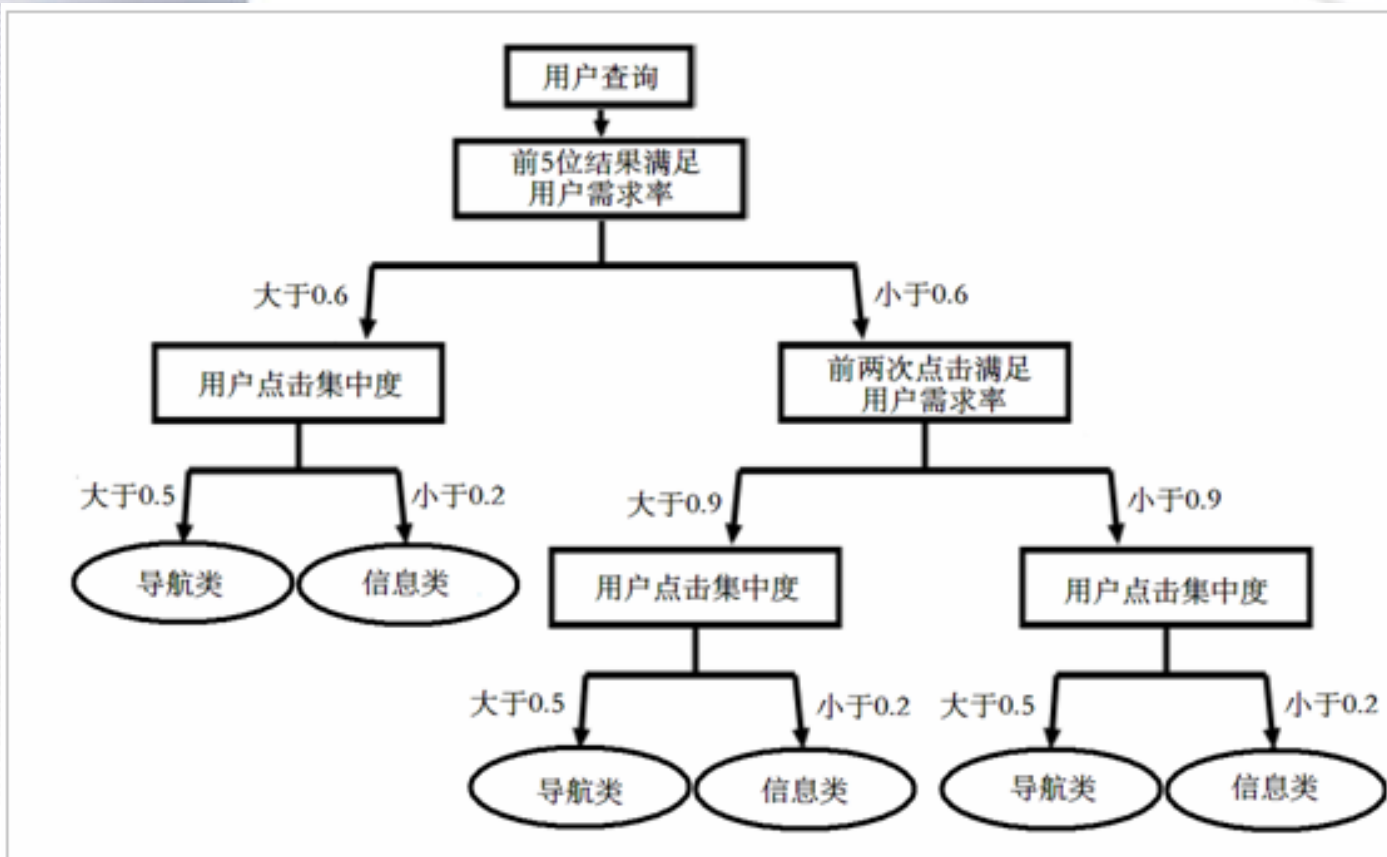 用户查询
前5位结果满足
用户需求率
大于0.6
小于0.6
用户点击集中度
前两次点击满足
用户需求率
大于0.5
小于0.2
大于0.9
小于0.9
导航类
信息类
用户点击集中度
用户点击集中度
大于0.5
小于0.2
大于0.5
小于0.2
导航类
信息类
导航类
信息类